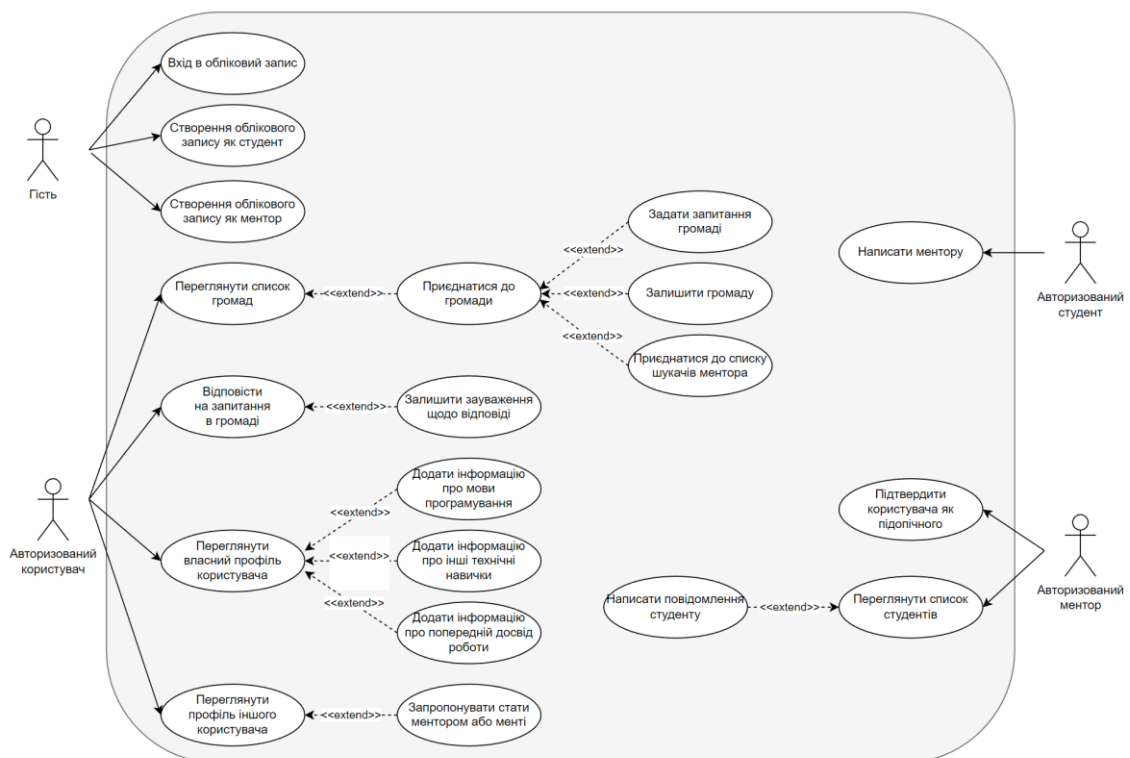 Вхід в обліковий запис
Створення облікового
запису як студент
Гість
Створення облікового
запису як ментор
Задати запитання
громаді
<<extend>>
Написати ментору
Авторизований
студент
Переглянути список
громад
<<extend>>
Приєднатися до
громади
<<extend>>
Залишити громаду
<<extend>>
Приєднатися до списку
шукачів ментора
Відповісти
на запитання
в громаді
<<extend>>
Залишити зауваження
щодо відповіді
Додати інформацію
про мови
програмування
<<extend>>
Підтвердити
користувача як
підопічного
Авторизований
користувач
Переглянути
власний профіль
користувача
<<extend>>
Додати інформацію
про інші технічні
навички
Авторизований
ментор
<<extend>>
Додати інформацію
про попередній досвід
роботи
Написати повідомлення
студенту
<<extend>>
Переглянути список
студентів
Переглянути
профіль іншого
користувача
<<extend>>
Запропонувати стати
ментором або менті